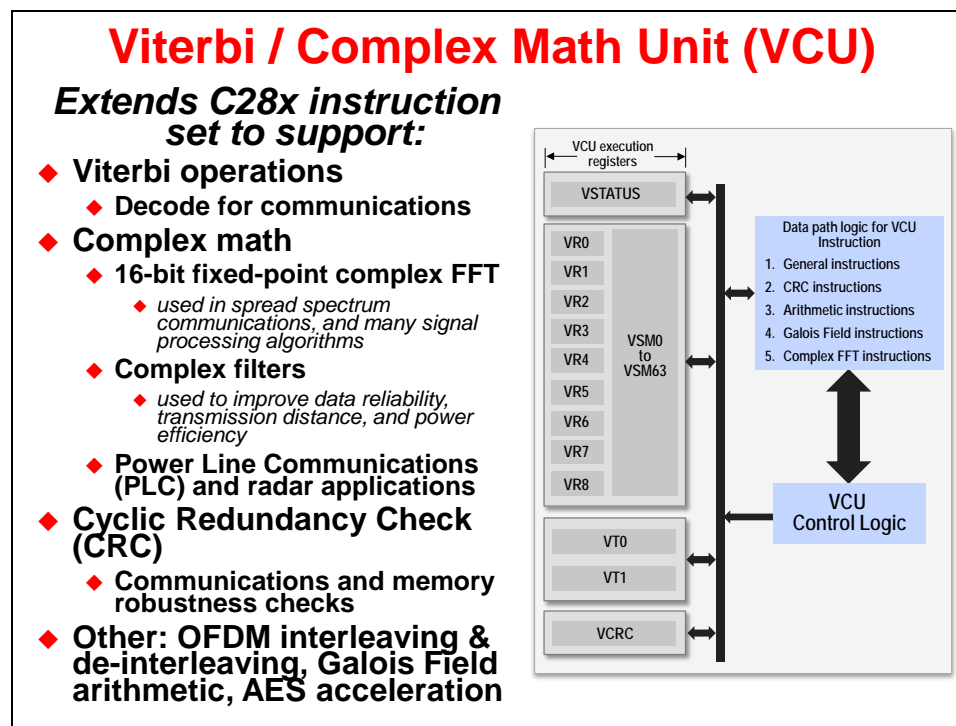 Viterbi / Complex Math Unit (VCU)
Extends C28x instruction
set to support:
Viterbi operations
Decode for communications
Complex math
16-bit fixed-point complex FFT
used in spread spectrum
communications, and many signal
processing algorithms
Complex filters
used to improve data reliability,
transmission distance, and power
efficiency
Power Line Communications
(PLC) and radar applications
Cyclic Redundancy Check
(CRC)
Communications and memory
robustness checks
Other: OFDM interleaving &
de-interleaving, Galois Field
arithmetic, AES acceleration
VCU execution
registers
VSTATUS
VR0
VR1
VR2
VR3
VR4
VR5
VR6
VR7
VR8
VSM0
to
VSM63
VT0
VT1
VCRC
Data path logic for VCU
Instruction
1. General instructions
2. CRC instructions
3. Arithmetic instructions
4. Galois Field instructions
5. Complex FFT instructions
VCU
Control Logic